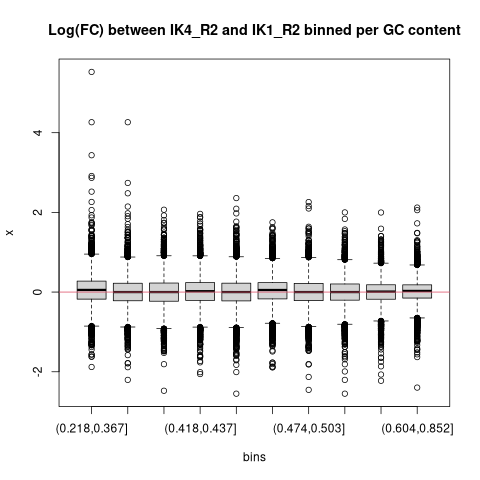 Log(FC) between IK4_R2 and IK1_R2 binned per GC content
4
2
0
-2
x
(0.218,0.367]
(0.418,0.437]
(0.474,0.503]
(0.604,0.852]
bins